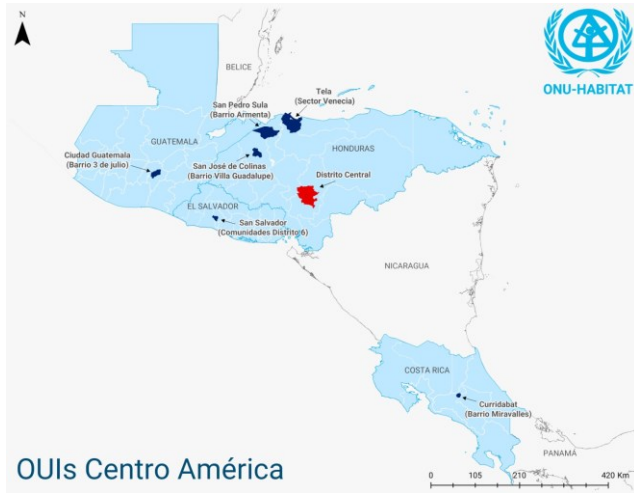 N
ONU-HABITAT
BELICE
Tela
(Sector Venecia)
San Pedro Sula
(Barrio Armenta)
GUATEMALA
HONDURAS
Ciudad Guatemala
(Barrio 3 de julio)
San José de Colinas
(Barrio Villa Guadalupe)
Distrito Central
EL SALVADOR
San Salvador
(Comunidades Distrito 6)
NICARAGUA
COSTA RICA
Curridabat
(Barrio Miravalles)
PANAMÁ
OUIs Centro América
0 105 210 420 Km